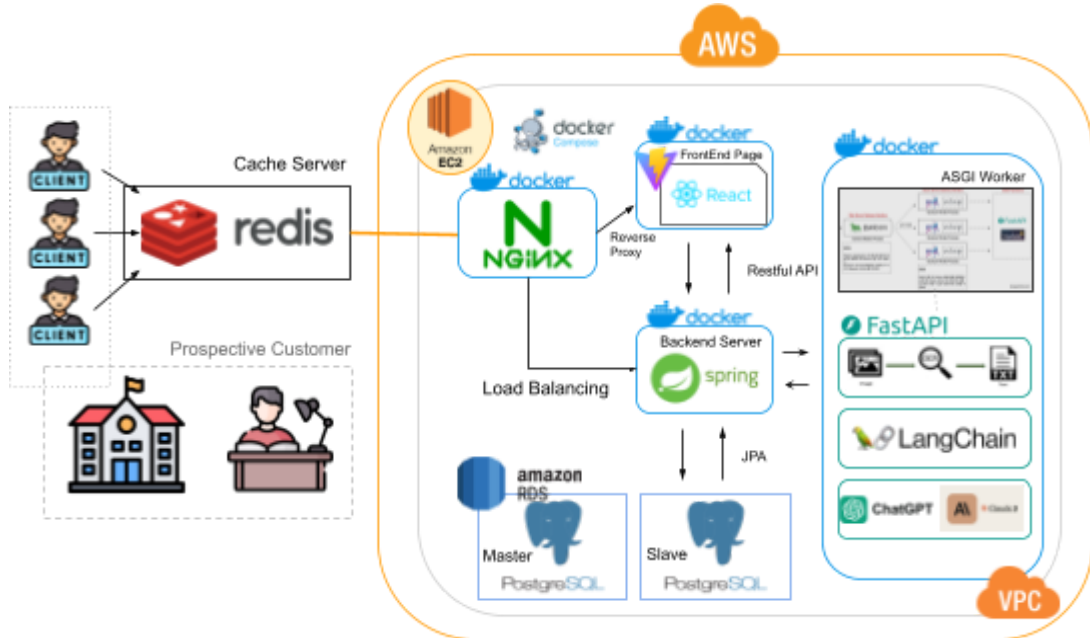 AWS
Amazon
EC2
docker
Compose
docker
FrontEnd Page
React
docker
ASGI Worker
CLIENT
CLIENT
CLIENT
Cache Server
redis
docker
NGINX
Reverse
Proxy
Restful API
FastAPI
TXT
docker
Backend Server
spring
Load Balancing
Prospective Customer
LangChain
JPA
amazon
RDS
Master
PostgreSQL
Slave
PostgreSQL
ChatGPT
VPC